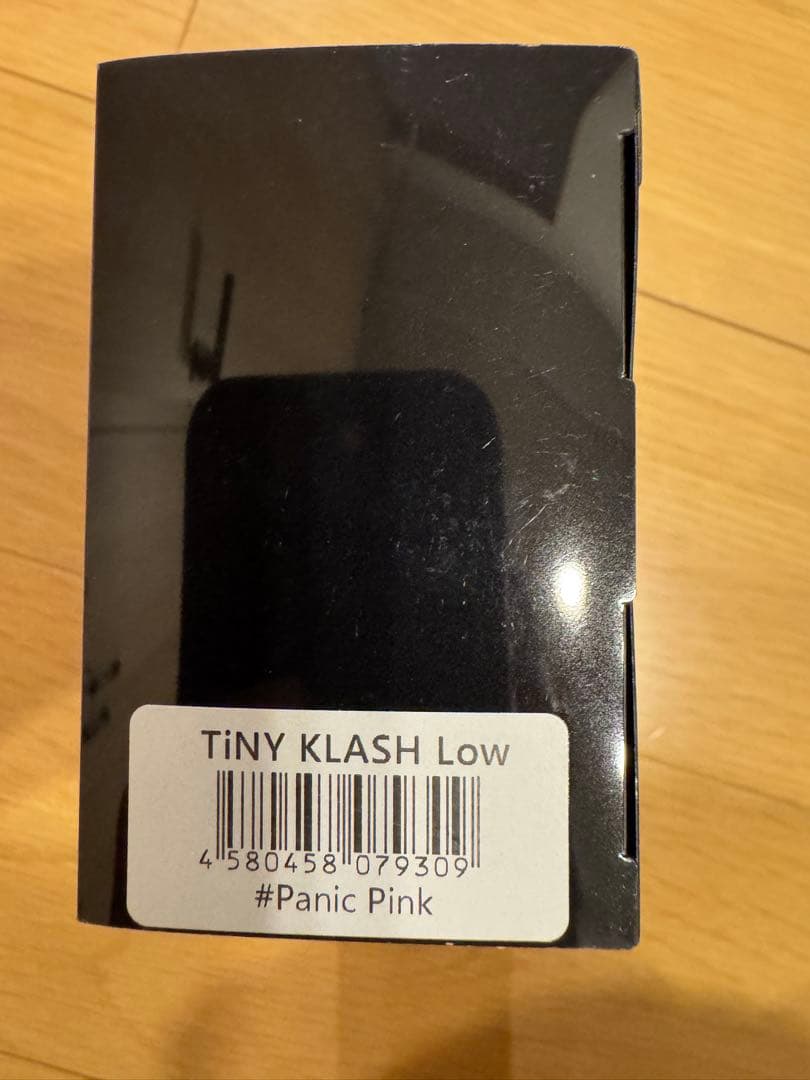 TiNY KLASH Low
4 580458 079309
#Panic Pink